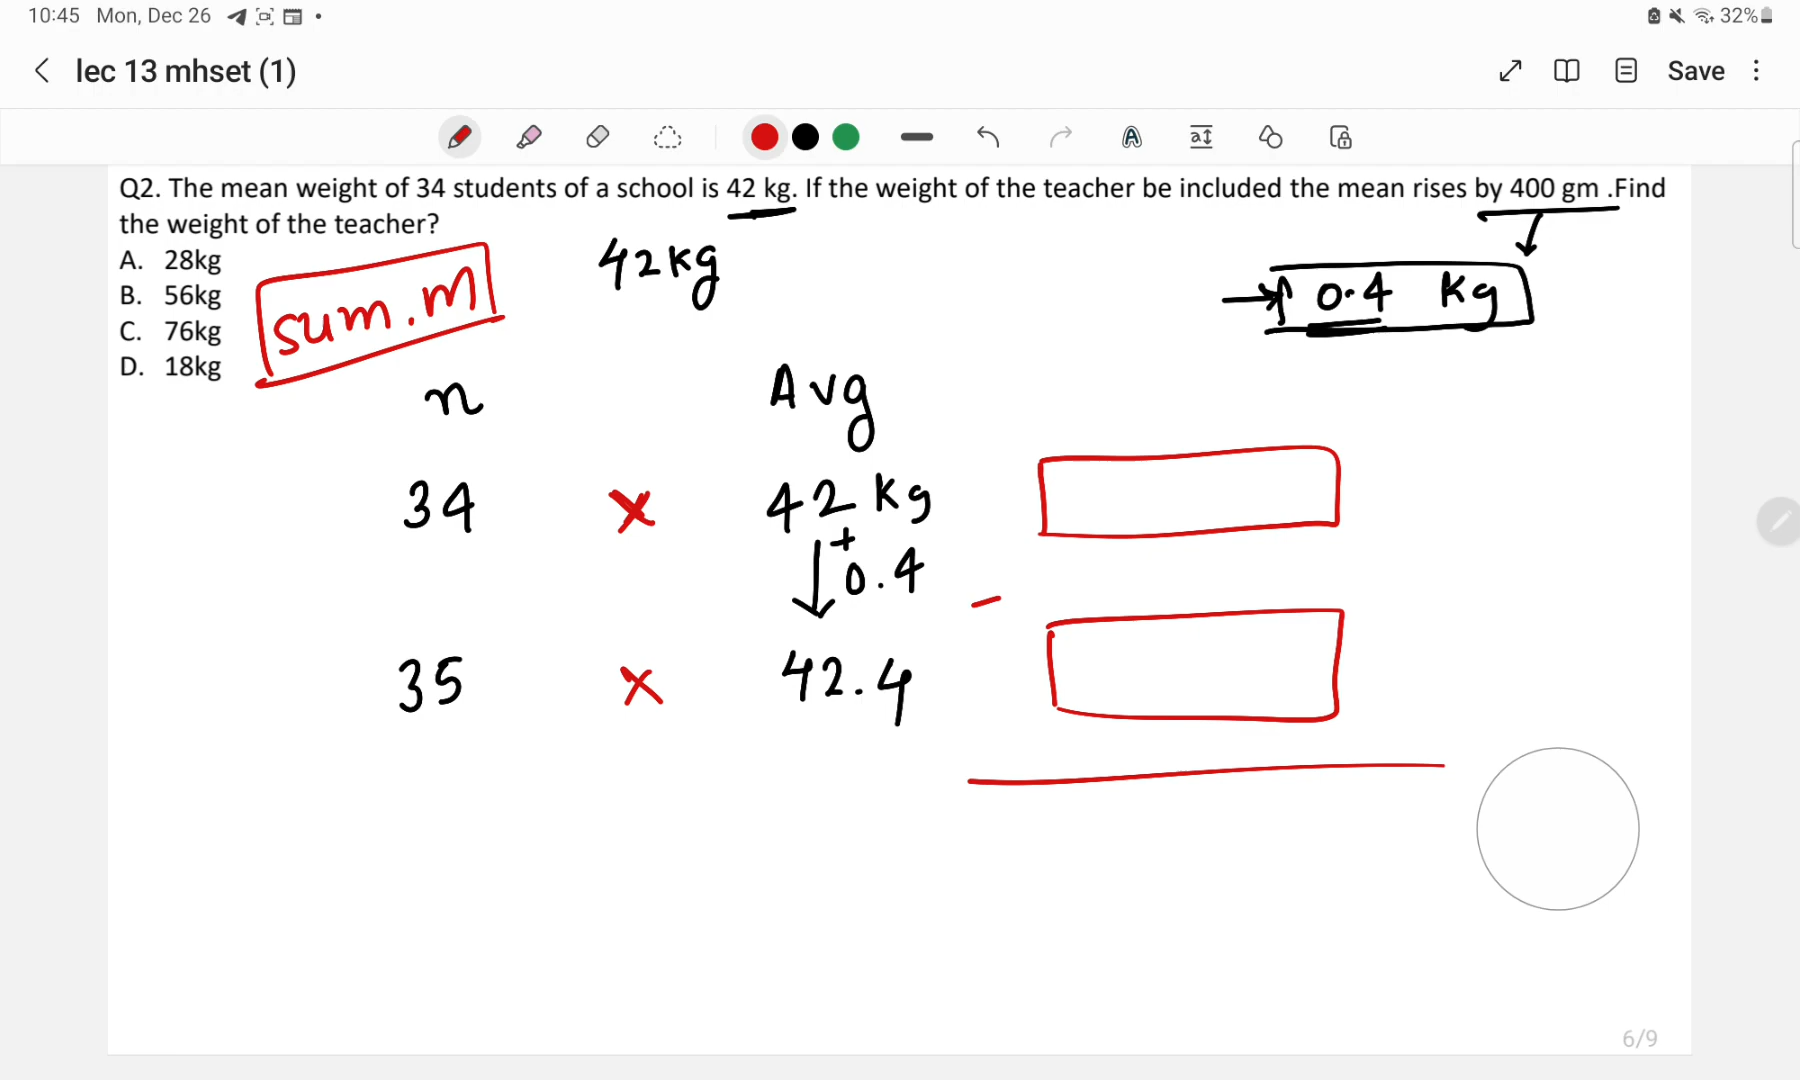 10:45 Mon, Dec 26 32%
lec 13 mhset (1) Save
Q2. The mean weight of 34 students of a school is 42 kg. If the weight of the teacher be included the mean rises by 400 gm .Find
the weight of the teacher?
A. 28kg
B. 56kg
C. 76kg
D. 18kg
sum.m
42kg
0.4 Kg
n Avg
34 × 42 Kg
+
0.4
-
35 × 42.4
6/9